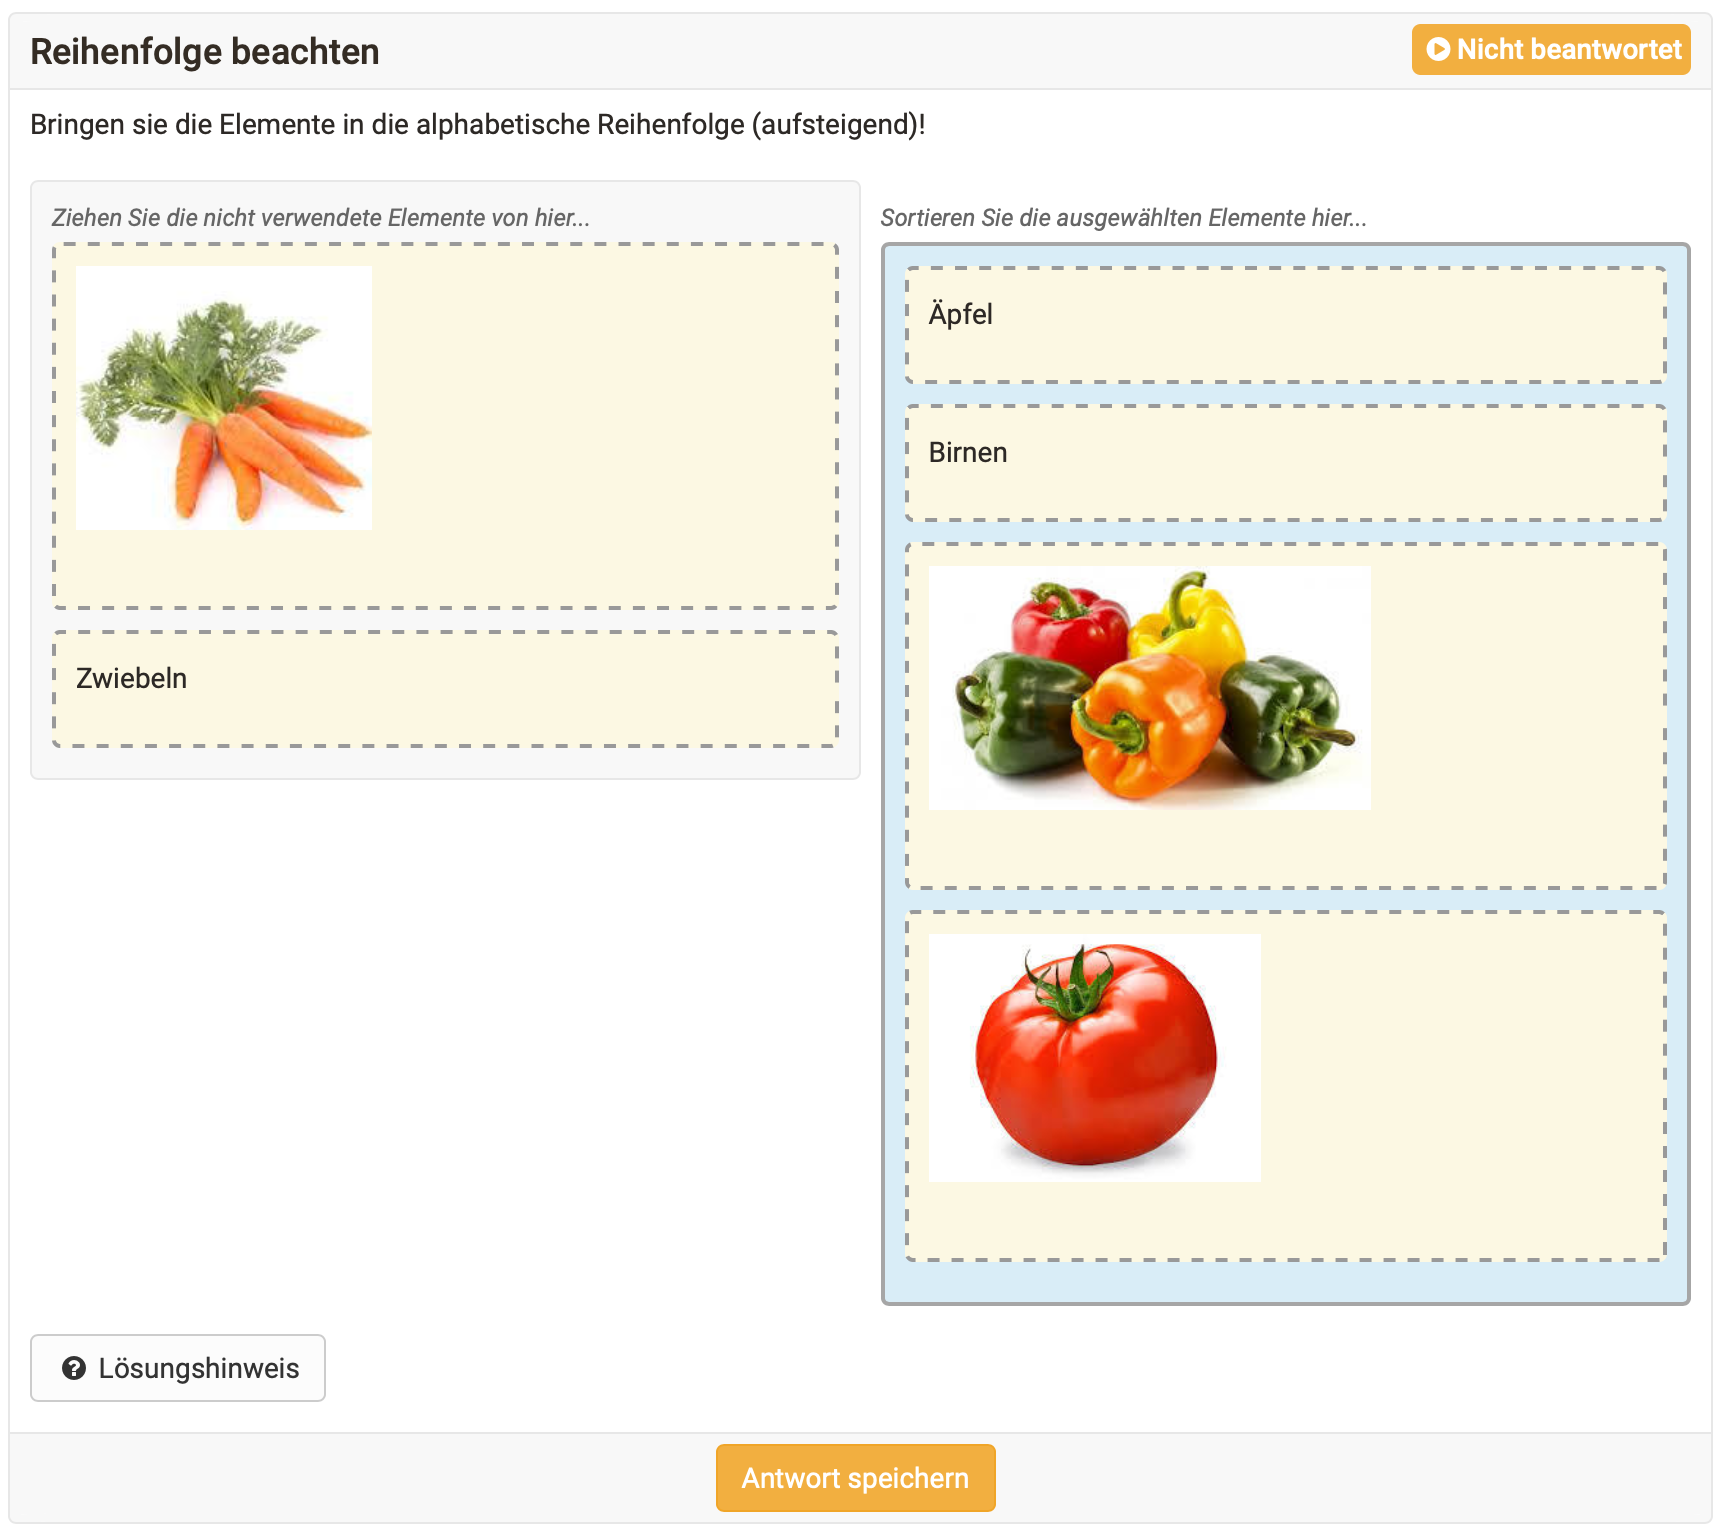 Reihenfolge beachten
Nicht beantwortet
Bringen sie die Elemente in die alphabetische Reihenfolge (aufsteigend)!
Ziehen Sie die nicht verwendete Elemente von hier...
Zwiebeln
Sortieren Sie die ausgewählten Elemente hier...
Äpfel
Birnen
Lösungshinweis
Antwort speichern